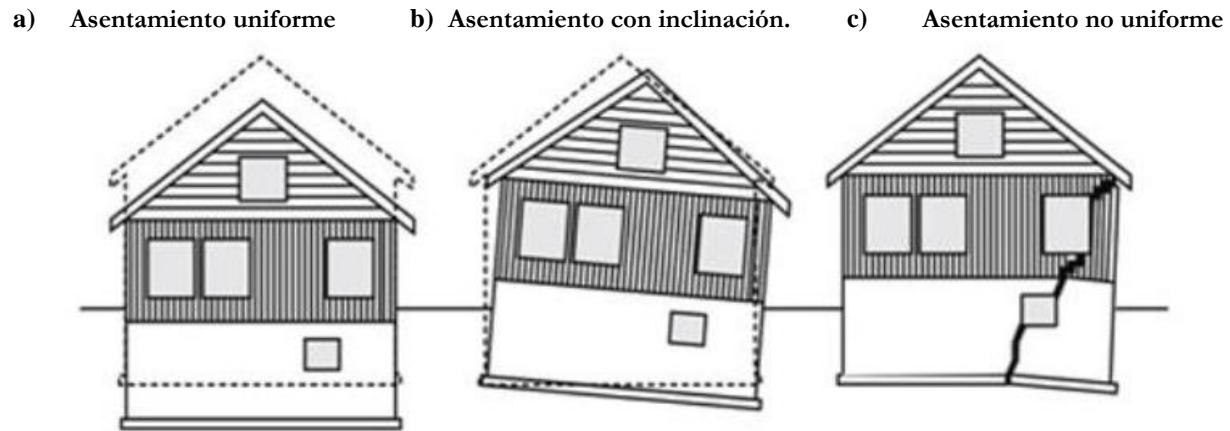 a) Asentamiento uniforme b) Asentamiento con inclinación. c) Asentamiento no uniforme